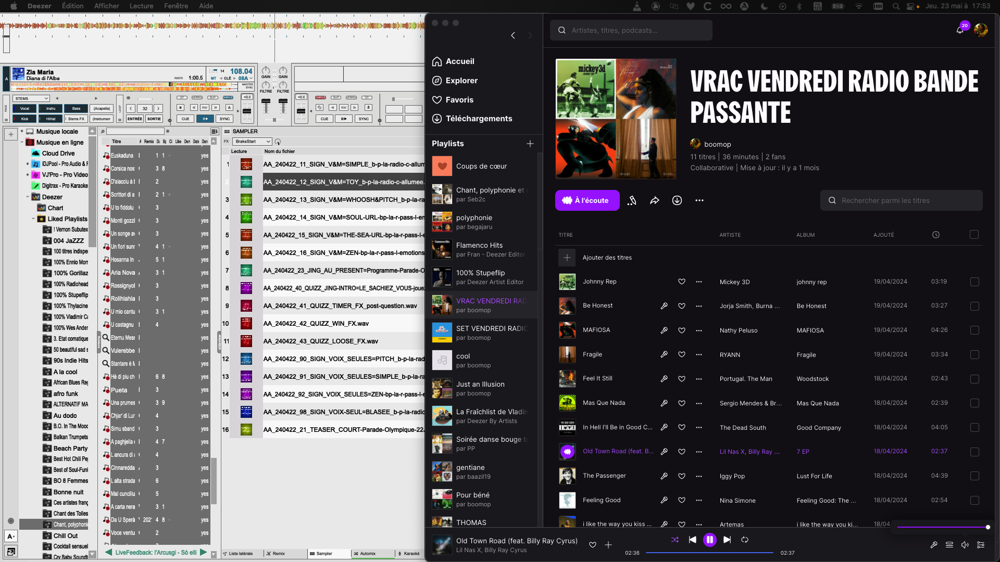 Deezer Édition Afficher Lecture Fenêtre Aide
Jeu. 23 mai à 17:53
A
Zia Maria
Diana di l'Alba
RESTE 1:00.5
14 108.04
MT CLÉ 08A
MASTER
SYNC
GAIN GAIN
FILTRE FILTRE
STEMS
PADS
Vocal Instru Bass (Acapella)
Kick HiHat Stems FX (Instrumen
LOOP
32
ENTRÉE SORTIE
QT VERRO SLIP VINYLE
RW
CUE SYNC
+0.0
+0.0
VINYLE SLIP VERRO QT
RW
CUE SYNC
Musique locale
Musique en ligne
Cloud Drive
iDJPool - Pro Audio & F
VJ'Pro - Pro Video
Digitrax - Pro Karaoke
Deezer
Chart
Liked Playlists
! Vernon Subutex
004 JaZZZ
100 titres indispe
100% Ennio Morr
100% Gorillaz
100% Radiohead
100% Stupeflip
100% Thylacine
100% Vladimir Ca
100% Wes Ander
3. Etat comatique
50 beautiful sad s
90s Indie Hits
A la cool
African Blues Reg
afro funk
ALTERNATIF MA
Au dodo
B.O. In The Mood
Balkan Trumpets
Beach Party
Best Hot Chili Pe
Best of Soul-Funk
BO 8 Femmes
Bonne nuit
Ces artistes franç
Chant des Toiles
Chant, polyphonie
Chill Out
Cocktail sensuel
Cry Baby Soundt
Titre Remix Libe Dem Date Dan
Euskaduna 1 1 yes
Corsica nos 3 8 yes
D'aiacciu à b 2 yes
Scrittori di a 2 1 yes
U to fiddolu 3 yes
Monti gozzi 3 yes
Un songe av 3 yes
Un fiori sunr 4 1 yes
Hosanna In 5 1 yes
Aria Nova 3 1 yes
Rossignyol 3 yes
Rolihlahla 3 yes
U mio cantu 3 1 yes
U castagnu 4 yes
Eternu Mess yes
Vulerebbe yes
Stantare è M yes
Hè di piu ch 6 8 yes
Pueta 3 yes
Una prumes 3 9 yes
Chjar' di Lur 4 yes
Simu sband 3 yes
A paghjella 4 7 yes
L ancura di 4 yes
Cinnaredda 3 yes
L alta strada 6 yes
Mal cunciliu 5 yes
A carta nera 3 1 yes
Da U Sperà 202 4 8 yes
Voce ventu 2 yes
LiveFeedback: l'Arcusgi - Sò elli
folders
sideview
SAMPLER
FX BrakeStart
Lecture Nom du fichier
1 AA_240422_11_SIGN_V&M=SIMPLE_b-p-la-radio-c-allum
2 AA_240422_12_SIGN_V&M=TOY_b-p-la-radio-c-allumee.
3 AA_240422_13_SIGN_V&M=WHOOSH&PITCH_b-p-la-ra
4 AA_240422_14_SIGN_V&M=SOUL-URL-bp-la-r-pass-l-en
5 AA_240422_15_SIGN_V&M=THE-SEA-URL-bp-la-r-pass-l-e
6 AA_240422_16_SIGN_V&M=ZEN-bp-la-r-pass-l-emotions
7 AA_240422_23_JING_AU_PRESENT=Programme-Parade-O
8 AA_240422_40_QUIZZ_JING-INTRO=LE_SACHIEZ_VOUS-joue
9 AA_240422_41_QUIZZ_TIMER_FX_post-question.wav
10 AA_240422_42_QUIZZ_WIN_FX.wav
11 AA_240422_43_QUIZZ_LOOSE_FX.wav
12 AA_240422_90_SIGN_VOIX_SEULES=PITCH_b-p-la-rad
13 AA_240422_91_SIGN_VOIX_SEULES=SIMPLE_b-p-la-ra
14 AA_240422_92_SIGN_VOIX_SEULES=ZEN-bp-la-r-pass-l-e
15 AA_240422_98_SIGN_VOIX-SEUL=BLASEE_b-p-la-radio
16 AA_240422_21_TEASER_COURT-Parade-Olympique-22
Liste latérale Remix Sampler Automix Karaoké
Accueil
Explorer
Favoris
Téléchargements
Playlists
Coups de cœur
Chant, polyphonie et
par Seb2c
polyphonie
par begajaru
Flamenco Hits
par Fran - Deezer Editor
100% Stupeflip
par Deezer Artist Editor
VRAC VENDREDI RAD
par boomop
SET VENDREDI RADIO
par boomop
cool
par boomop
Just an Illusion
par boomop
La Fraîchlist de Vladim
par Deezer By Artists
Soirée danse bouge t
par PP
gentiane
par baazil19
Pour béné
par boomop
THOMAS
Artistes, titres, podcasts...
20
mickey3d
VRAC VENDREDI RADIO BANDE
PASSANTE
boomop
11 titres | 36 minutes | 2 fans
Collaborative | Mise à jour : il y a 1 mois
À l'écoute
Rechercher parmi les titres
TITRE ARTISTE ALBUM AJOUTÉ
Ajouter des titres
Johnny Rep Mickey 3D johnny rep 19/04/2024 03:19
Be Honest Jorja Smith, Burna ... Be Honest 19/04/2024 03:27
MAFIOSA Nathy Peluso MAFIOSA 19/04/2024 04:26
Fragile RYANN Fragile 19/04/2024 03:34
Feel It Still Portugal. The Man Woodstock 18/04/2024 02:43
Mas Que Nada Sergio Mendes & Br... Mas Que Nada 18/04/2024 02:39
In Hell I'll Be in Good C... The Dead South Good Company 18/04/2024 04:05
Old Town Road (feat. B... Lil Nas X, Billy Ray ... 7 EP 18/04/2024 02:37
The Passenger Iggy Pop Lust For Life 18/04/2024 04:39
Feeling Good Nina Simone Feeling Good: The ... 18/04/2024 02:54
i like the way you kiss ... Artemas i like the way you ki... 18/04
Old Town Road (feat. Billy Ray Cyrus)
Lil Nas X, Billy Ray Cyrus
02:36 02:37